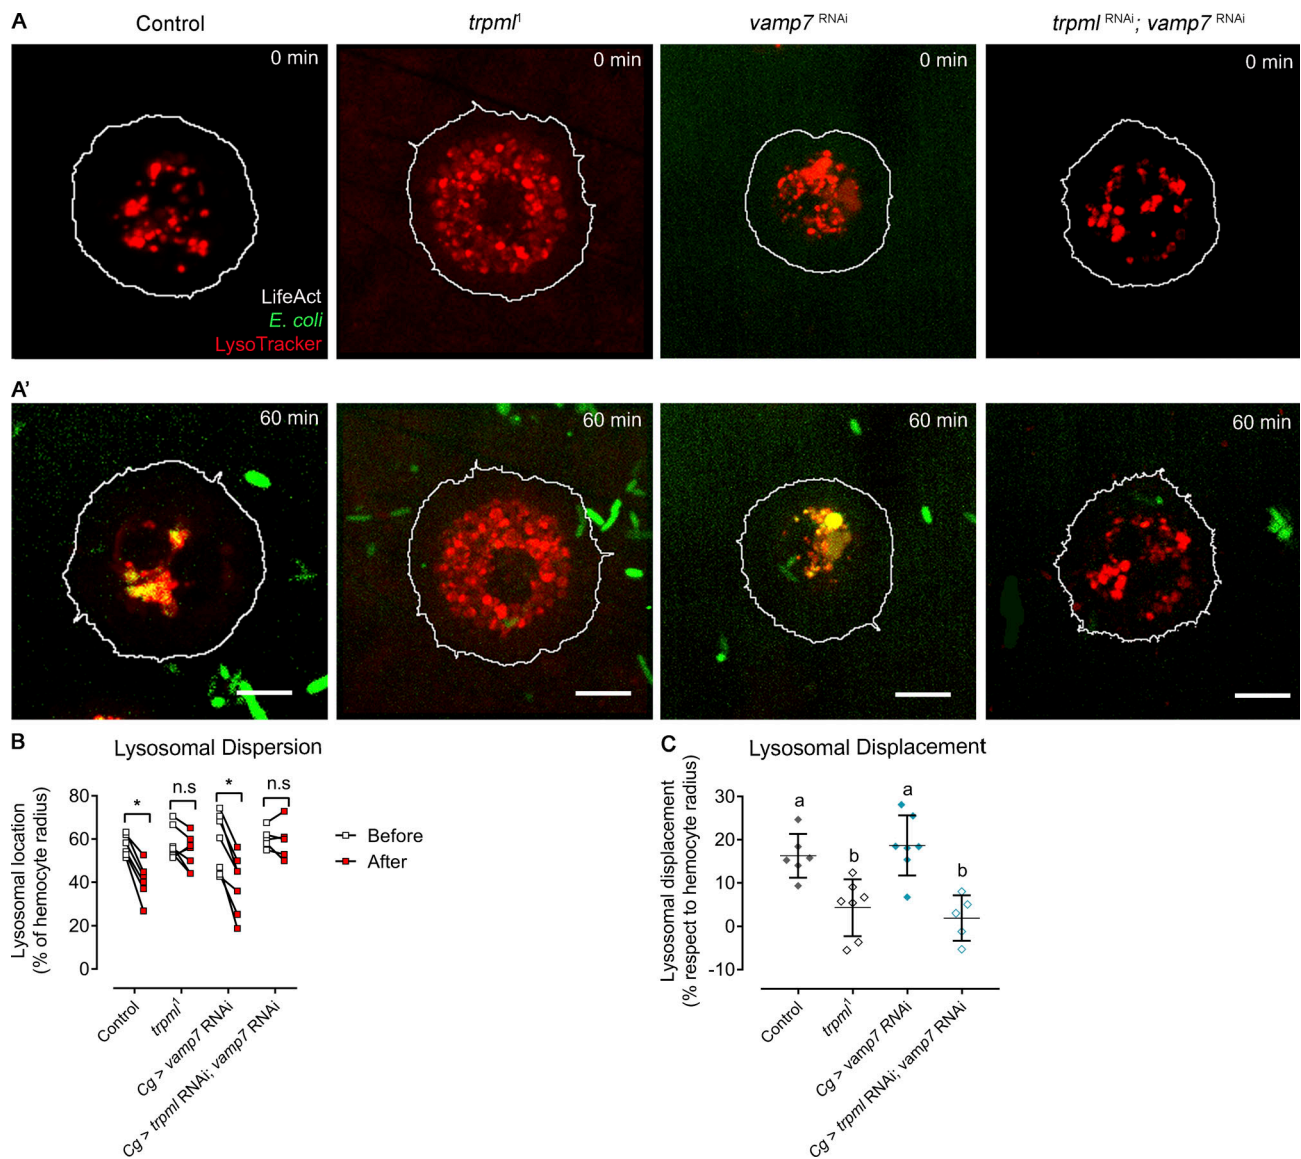 A
Control
trpml¹
vamp7 RNAi
trpml RNAi; vamp7 RNAi
0 min
0 min
0 min
0 min
LifeAct
E. coli
LysoTracker
A'
60 min
60 min
60 min
60 min
B
Lysosomal Dispersion
Lysosomal location
(% of hemocyte radius)
80
60
40
20
0
*
n.s
*
n.s
Before
After
Control
trpml¹
Cg > vamp7 RNAi
Cg > trpml RNAi; vamp7 RNAi
C
Lysosomal Displacement
Lysosomal displacement
(% respect to hemocyte radius)
30
20
10
0
-10
a
b
a
b
Control
trpml¹
Cg > vamp7 RNAi
Cg > trpml RNAi; vamp7 RNAi